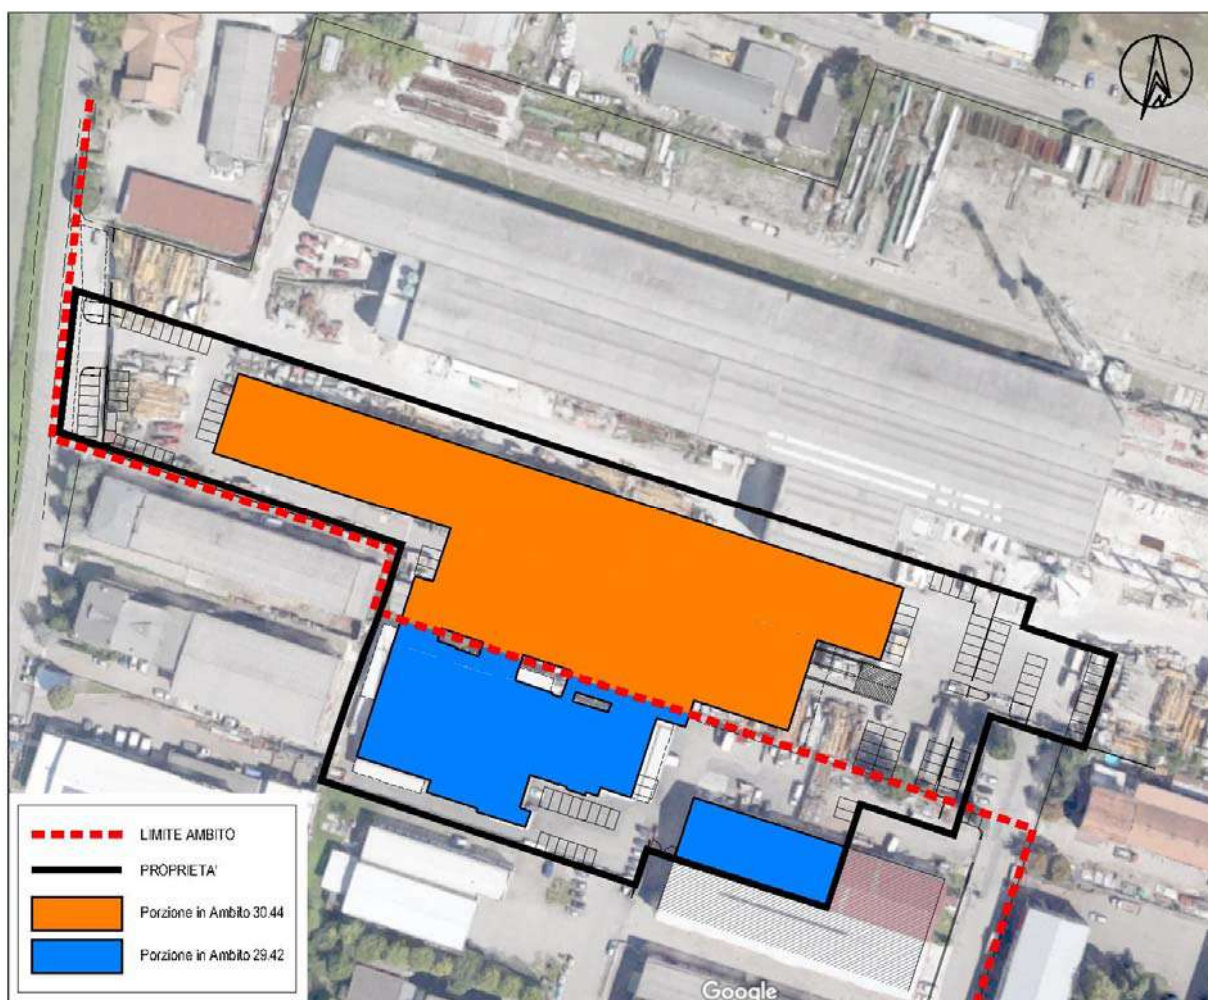 N
LIMITE AMBITO
PROPRIETA'
Porzione in Ambito 30.44
Porzione in Ambito 29.42
Google